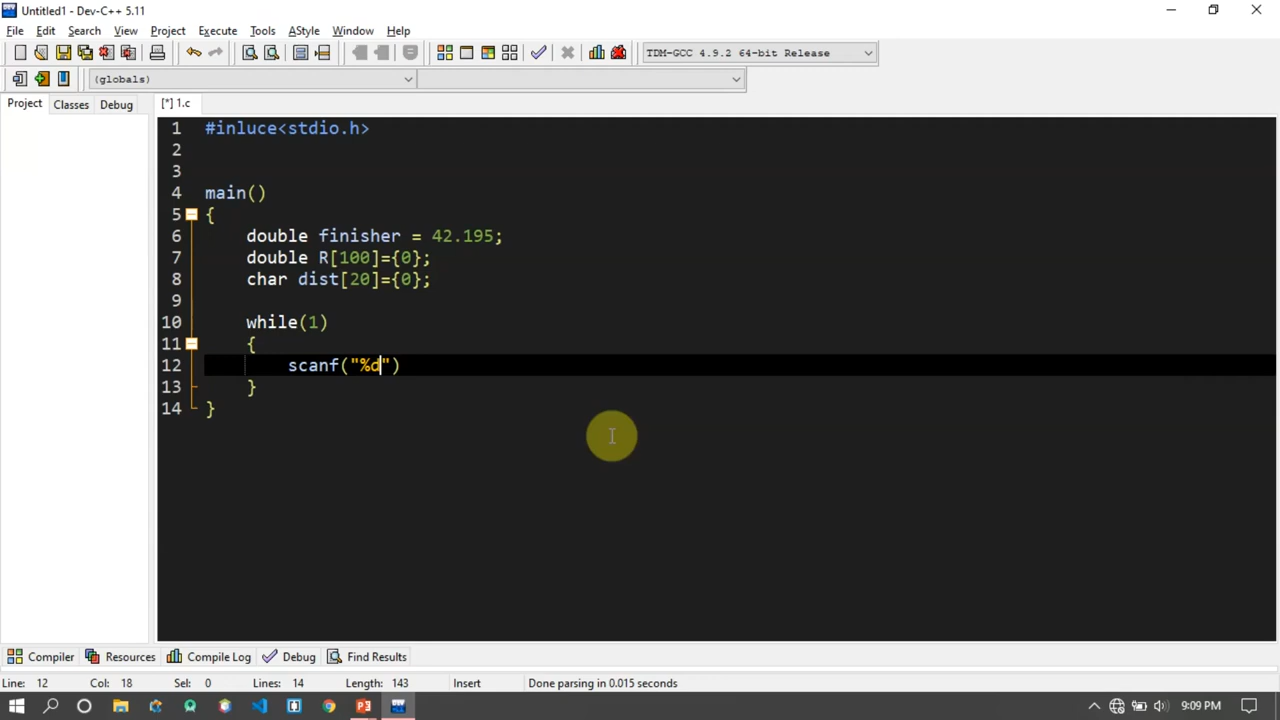 Untitled1 - Dev-C++ 5.11
File Edit Search View Project Execute Tools AStyle Window Help
TDM-GCC 4.9.2 64-bit Release
(globals)
Project Classes Debug [*] 1.c
1 #inluce<stdio.h>
2
3
4 main()
5 {
6 double finisher = 42.195;
7 double R[100]={0};
8 char dist[20]={0};
9
10 while(1)
11 {
12 scanf("%d")
13 }
14 }
Compiler Resources Compile Log Debug Find Results
Line: 12 Col: 18 Sel: 0 Lines: 14 Length: 143 Insert Done parsing in 0.015 seconds
9:09 PM